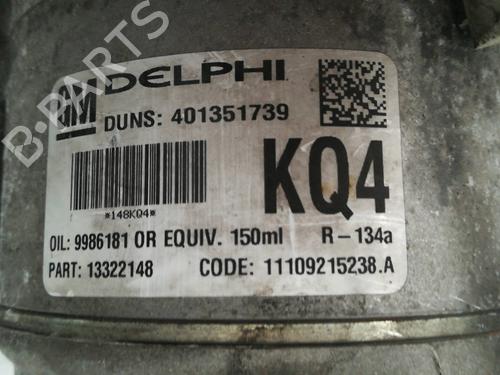 B-PARTS
GM DELPHI
DUNS: 401351739
KQ4
*148KQ4*
OIL: 9986181 OR EQUIV. 150ml R-134a
PART: 13322148 CODE: 11109215238.A